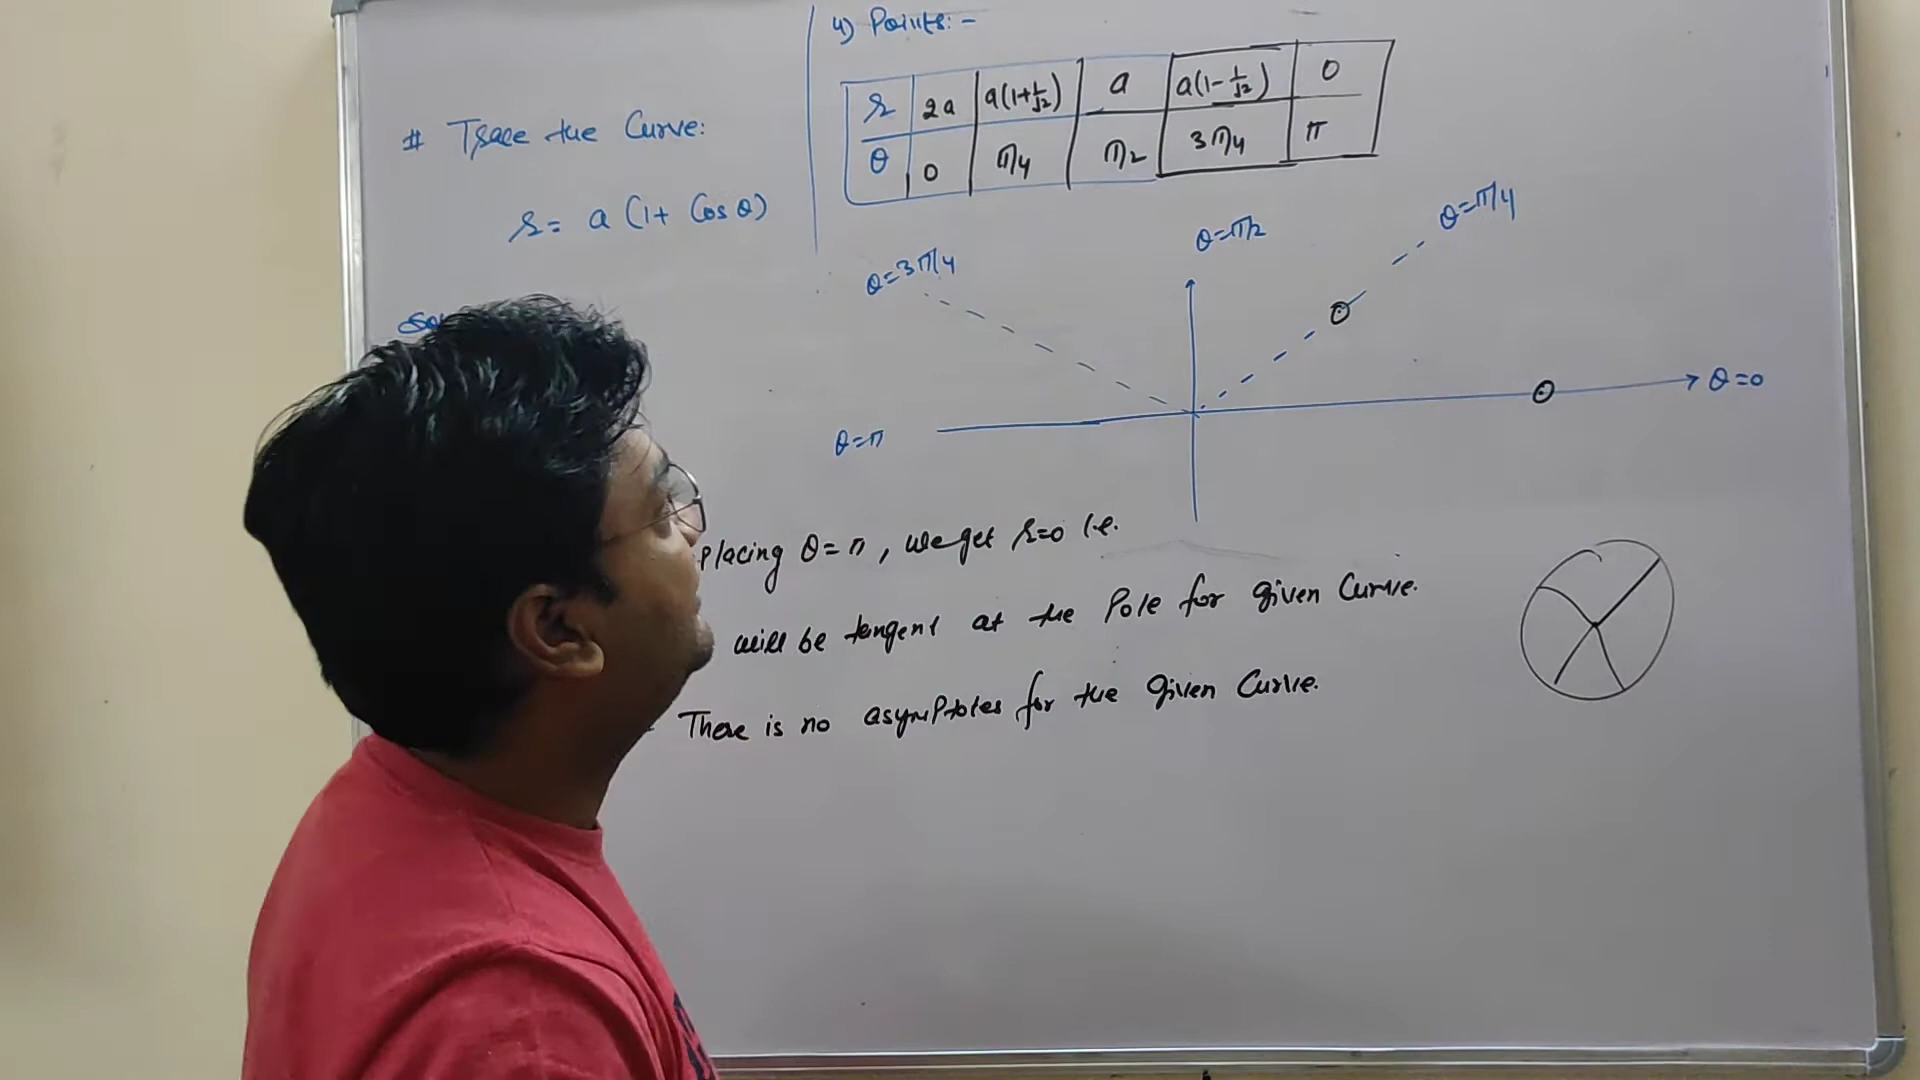 # Trace the Curve:
r = a (1 + Cos θ)
4) Points: -
r 2a a(1+1/√2) a a(1-1/√2) 0
θ 0 π/4 π/2 3π/4 π
θ=3π/4
θ=π/2
θ=π/4
θ=π
θ=0
placing θ = π, we get r=0 i.e.
will be tangent at the Pole for given Curve.
There is no asymptotes for the given Curve.